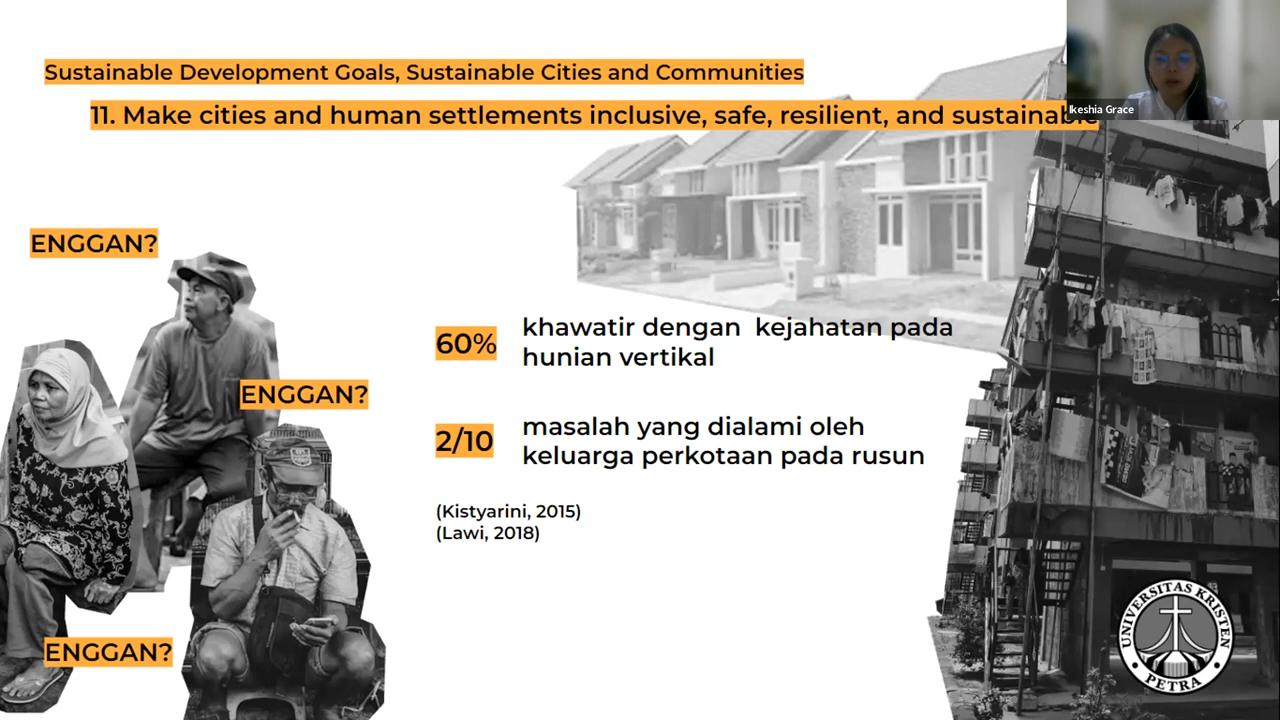 Sustainable Development Goals, Sustainable Cities and Communities
11. Make cities and human settlements inclusive, safe, resilient, and sustainable
Ikeshia Grace
ENGGAN?
ENGGAN?
ENGGAN?
60%
khawatir dengan kejahatan pada
hunian vertikal
2/10
masalah yang dialami oleh
keluarga perkotaan pada rusun
(Kistyarini, 2015)
(Lawi, 2018)
UNIVERSITAS KRISTEN
PETRA